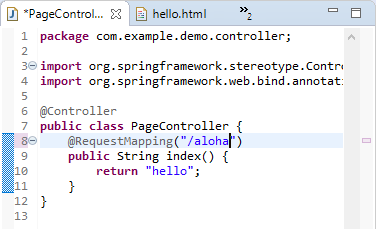 *PageControl... hello.html »2
1 package com.example.demo.controller;
2
3 import org.springframework.stereotype.Contr
4 import org.springframework.web.bind.annotati
5
6 @Controller
7 public class PageController {
8 @RequestMapping("/aloha")
9 public String index() {
10 return "hello";
11 }
12 }
13